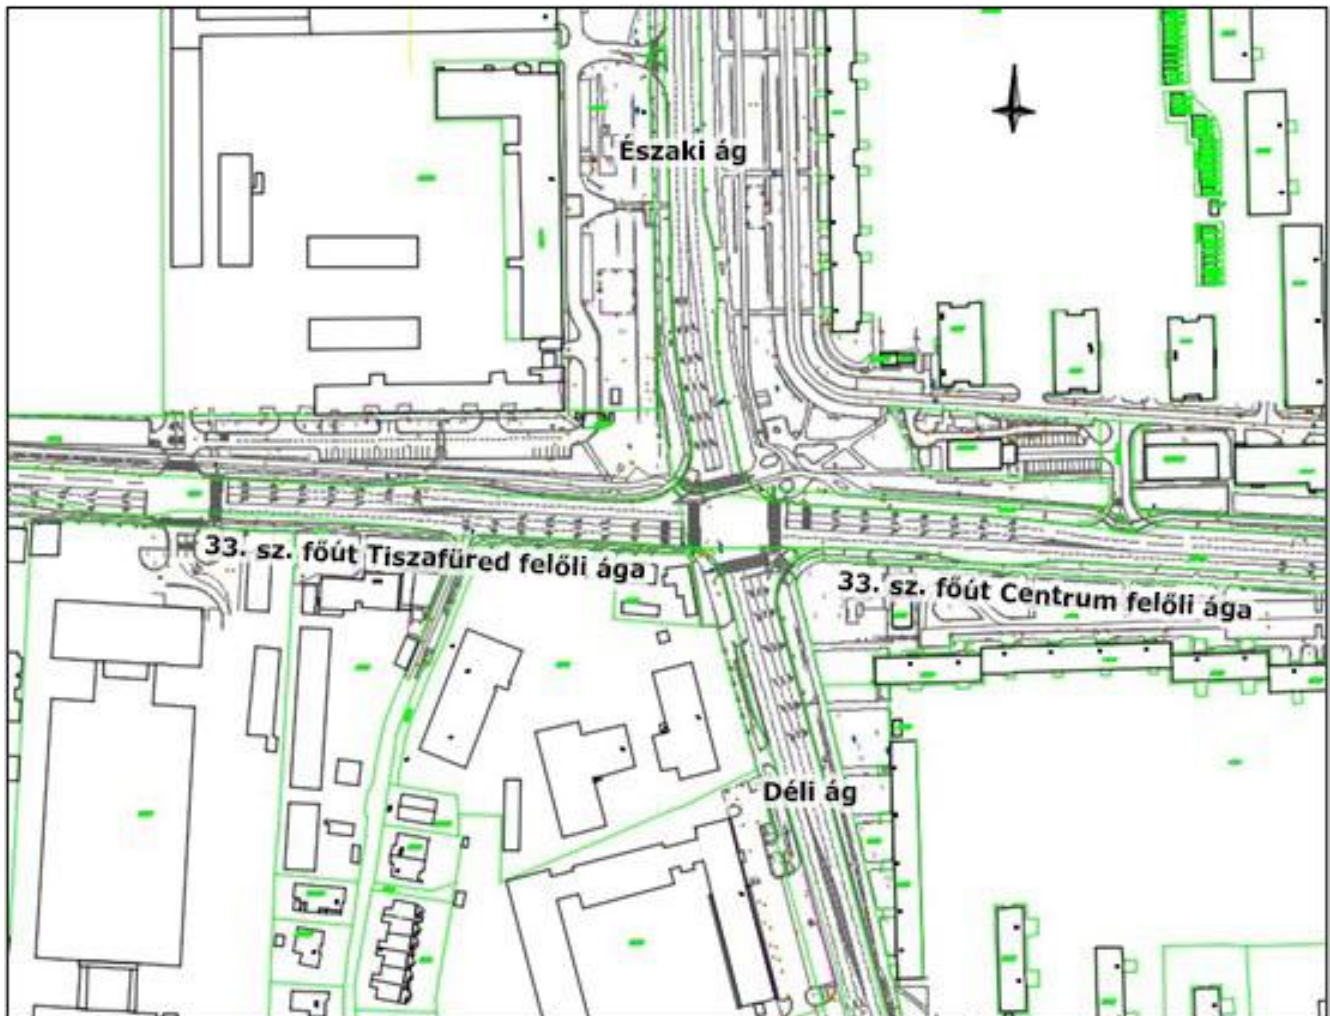 Északi ág
33. sz. főút Tiszafüred felőli ága
33. sz. főút Centrum felőli ága
Déli ág